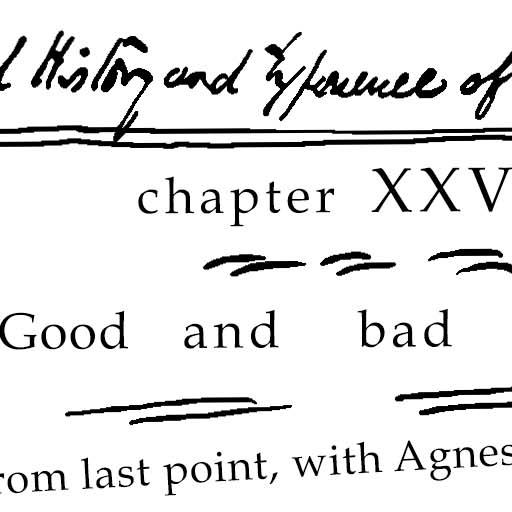 l History and Experience of
chapter XXV
Good and bad
rom last point, with Agnes